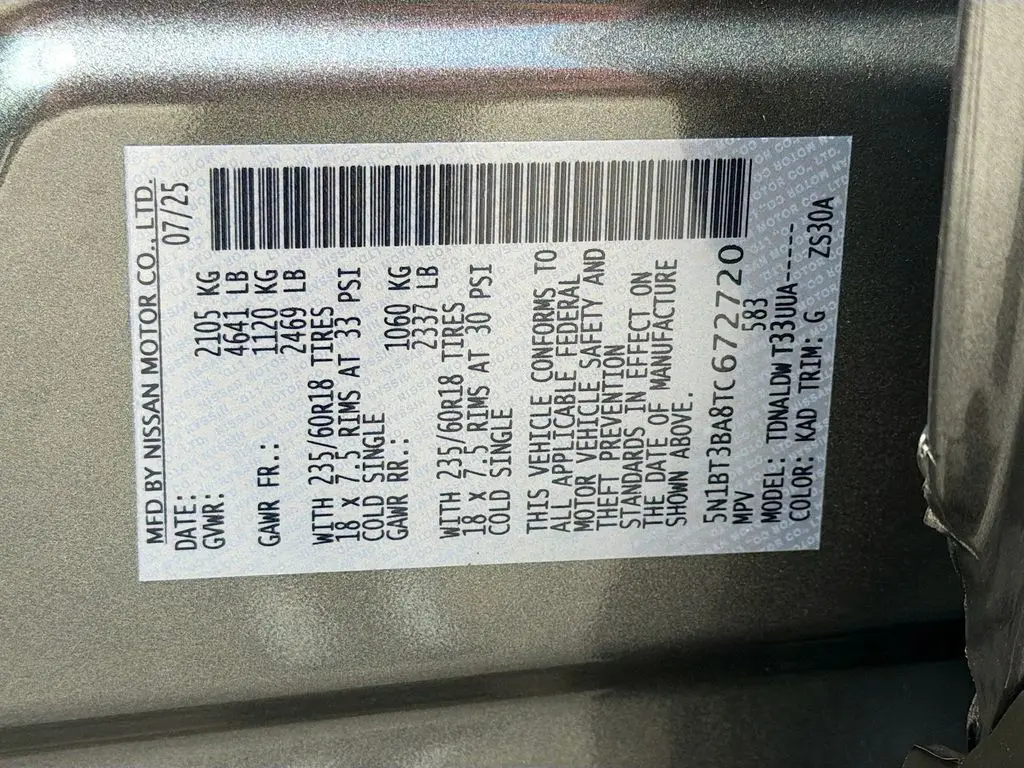 MFD BY NISSAN MOTOR CO., LTD.
DATE: 07/25
GVWR: 2105 KG
4641 LB
GAWR FR.: 1120 KG
2469 LB
WITH 235/60R18 TIRES
18 X 7.5 RIMS AT 33 PSI
COLD SINGLE
GAWR RR.: 1060 KG
2337 LB
WITH 235/60R18 TIRES
18 X 7.5 RIMS AT 30 PSI
COLD SINGLE
THIS VEHICLE CONFORMS TO
ALL APPLICABLE FEDERAL
MOTOR VEHICLE SAFETY AND
THEFT PREVENTION
STANDARDS IN EFFECT ON
THE DATE OF MANUFACTURE
SHOWN ABOVE.
5N1BT3BA8TC672720
MPV 583
MODEL: TDNALDW T33UUA-----
COLOR: KAD TRIM: G ZS30A